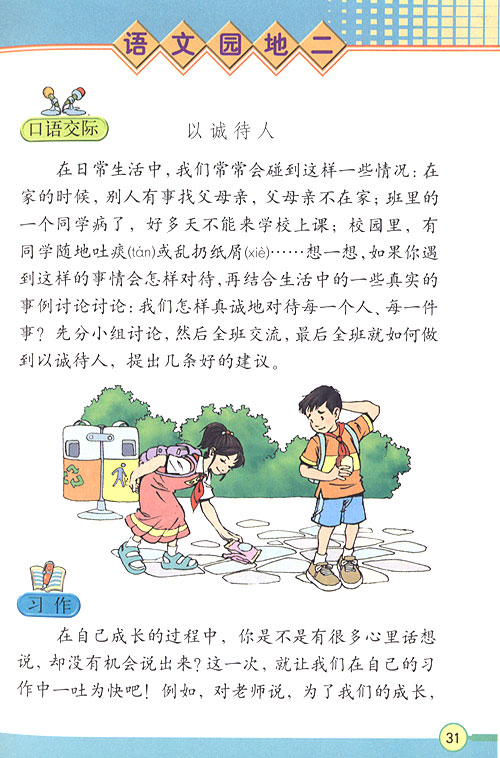 语文园地二
口语交际
以诚待人
在日常生活中，我们常常会碰到这样一些情况：在
家的时候，别人有事找父母亲，父母亲不在家；班里的
一个同学病了，好多天不能来学校上课；校园里，有
同学随地吐痰(tán)或乱扔纸屑(xiè)……想一想，如果你遇
到这样的事情会怎样对待，再结合生活中的一些真实的
事例讨论讨论：我们怎样真诚地对待每一个人、每一件
事？先分小组讨论，然后全班交流，最后全班就如何做
到以诚待人，提出几条好的建议。
习作
在自己成长的过程中，你是不是有很多心里话想
说，却没有机会说出来？这一次，就让我们在自己的习
作中一吐为快吧！例如，对老师说，为了我们的成长，
31